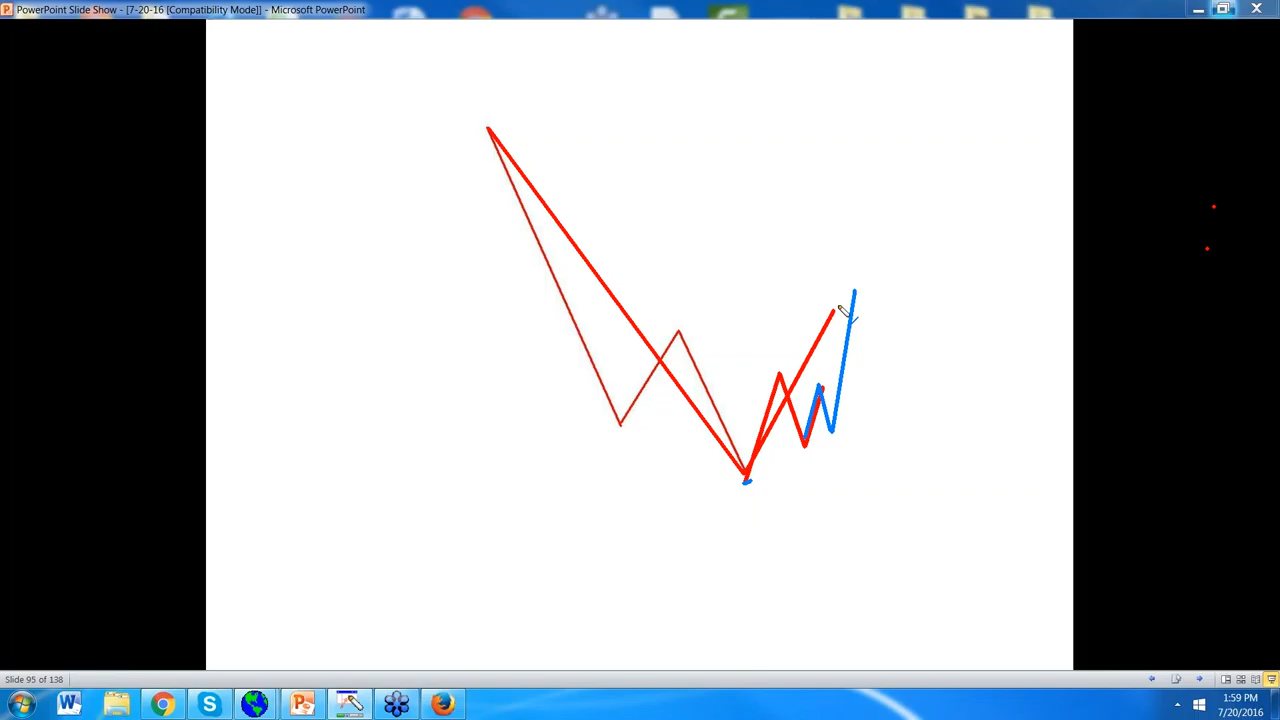 PowerPoint Slide Show - [7-20-16 [Compatibility Mode]] - Microsoft PowerPoint
Slide 95 of 138
1:59 PM
7/20/2016